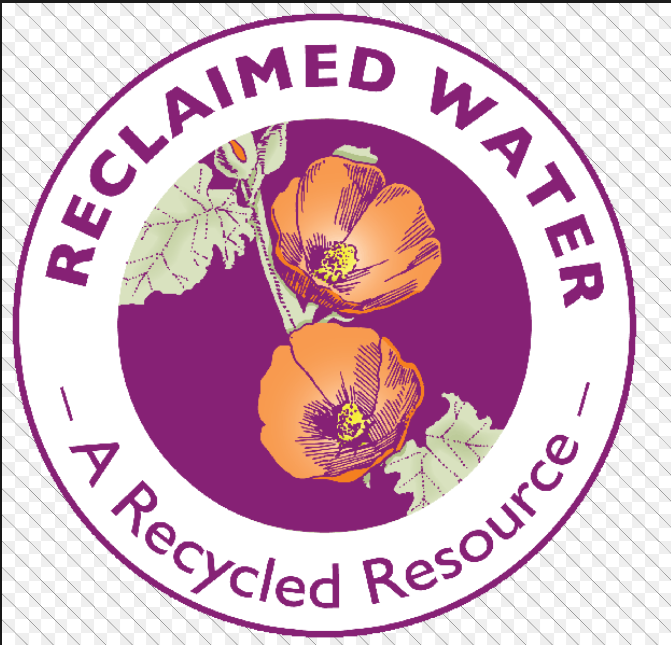 RECLAIMED WATER
– A Recycled Resource –